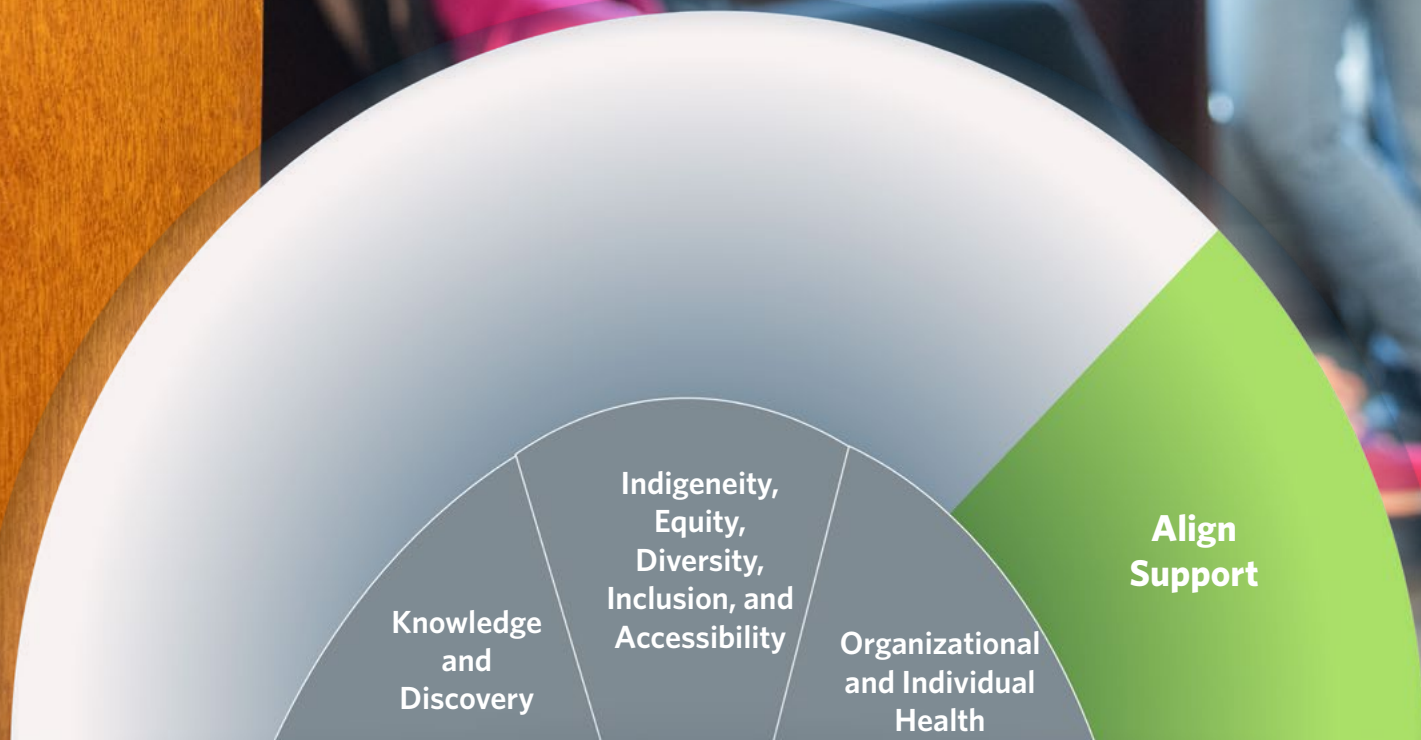 Indigeneity,
Equity,
Diversity,
Inclusion, and
Accessibility
Knowledge
and
Discovery
Organizational
and Individual
Health
Align
Support